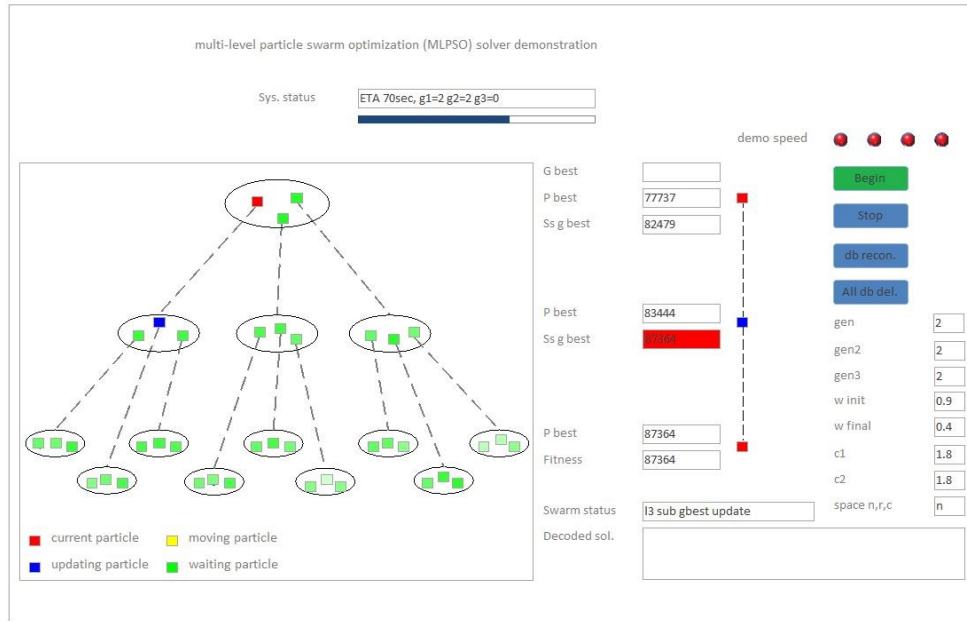 multi-level particle swarm optimization (MLPSO) solver demonstration
Sys. status
ETA 70sec, g1=2 g2=2 g3=0
demo speed
G best
P best 77737
Ss g best 82479
P best 83444
Ss g best 87364
P best 87364
Fitness 87364
Swarm status l3 sub gbest update
Decoded sol.
Begin
Stop
db recon.
All db del.
gen 2
gen2 2
gen3 2
w init 0.9
w final 0.4
c1 1.8
c2 1.8
space n,r,c n
current particle
moving particle
updating particle
waiting particle